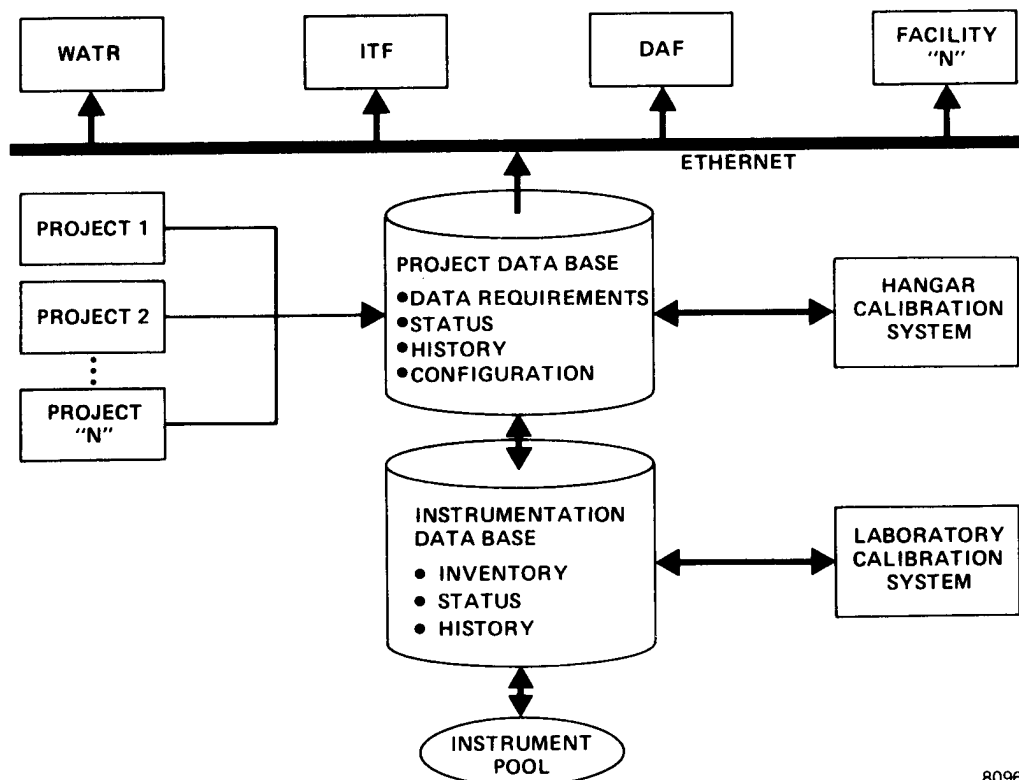 WATR
ITF
DAF
FACILITY
"N"
ETHERNET
PROJECT 1
PROJECT 2
PROJECT
"N"
PROJECT DATA BASE
●DATA REQUIREMENTS
●STATUS
●HISTORY
●CONFIGURATION
HANGAR
CALIBRATION
SYSTEM
INSTRUMENTATION
DATA BASE
● INVENTORY
● STATUS
● HISTORY
LABORATORY
CALIBRATION
SYSTEM
INSTRUMENT
POOL
8096